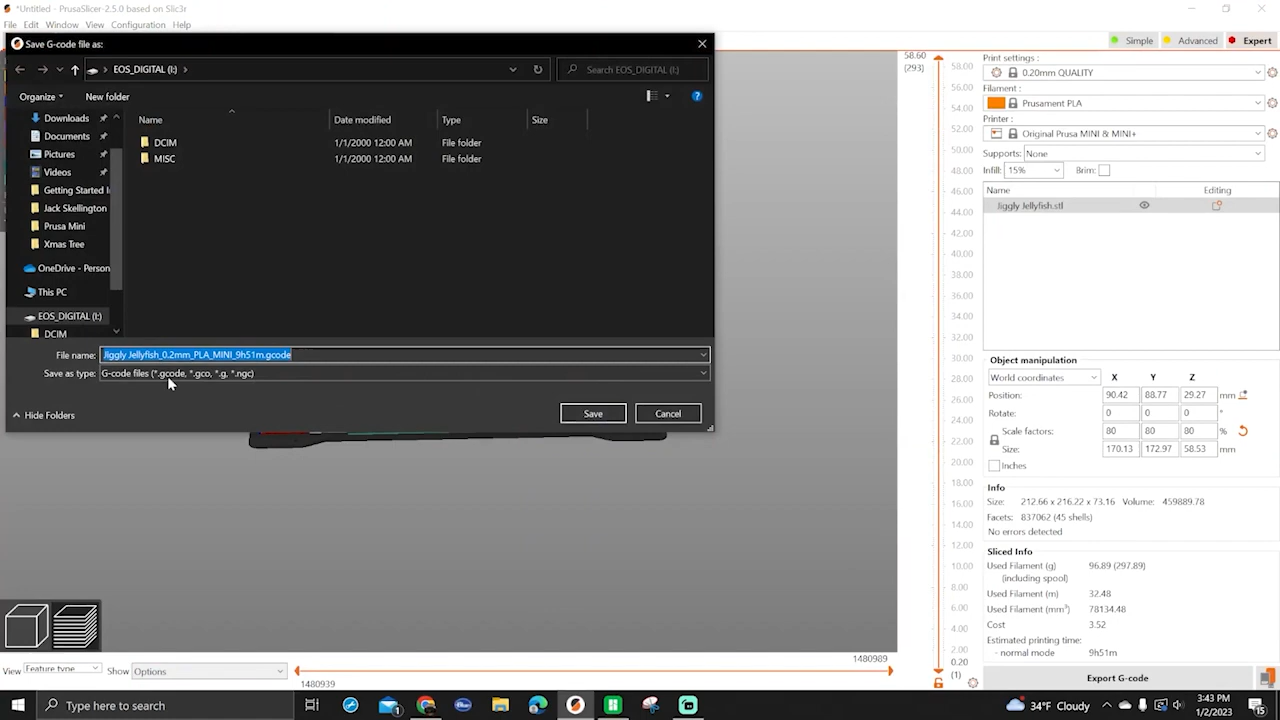 *Untitled - PrusaSlicer-2.5.0 based on Slic3r
File Edit Window View Configuration Help
Simple Advanced Expert
Save G-code file as:
EOS_DIGITAL (I:)
Search EOS_DIGITAL (I:)
Organize New folder
Name Date modified Type Size
Downloads
Documents
Pictures
Videos
Getting Started I
Jack Skellington
Prusa Mini
Xmas Tree
OneDrive - Person
This PC
EOS_DIGITAL (I:)
DCIM
DCIM 1/1/2000 12:00 AM File folder
MISC 1/1/2000 12:00 AM File folder
File name: Jiggly Jellyfish_0.2mm_PLA_MINI_9h51m.gcode
Save as type: G-code files (*.gcode, *.gco, *.g, *.ngc)
Hide Folders
Save Cancel
58.60
(293)
58.00
56.00
54.00
52.00
50.00
48.00
46.00
44.00
42.00
40.00
38.00
36.00
34.00
32.00
30.00
28.00
26.00
24.00
22.00
20.00
18.00
16.00
14.00
12.00
10.00
8.00
6.00
4.00
2.00
0.20
(1)
Print settings :
0.20mm QUALITY
Filament :
Prusament PLA
Printer :
Original Prusa MINI & MINI+
Supports: None
Infill: 15% Brim:
Name Editing
Jiggly Jellyfish.stl
Object manipulation
World coordinates X Y Z
Position: 90.42 88.77 29.27 mm
Rotate: 0 0 0 °
Scale factors: 80 80 80 %
Size: 170.13 172.97 58.53 mm
Inches
Info
Size: 212.66 x 216.22 x 73.16 Volume: 459889.78
Facets: 837062 (45 shells)
No errors detected
Sliced Info
Used Filament (g) 96.89 (297.89)
(including spool)
Used Filament (m) 32.48
Used Filament (mm³) 78134.48
Cost 3.52
Estimated printing time:
- normal mode 9h51m
Export G-code
View Feature type Show Options
1480989
1480939
Type here to search
34°F Cloudy
3:43 PM
1/2/2023
15